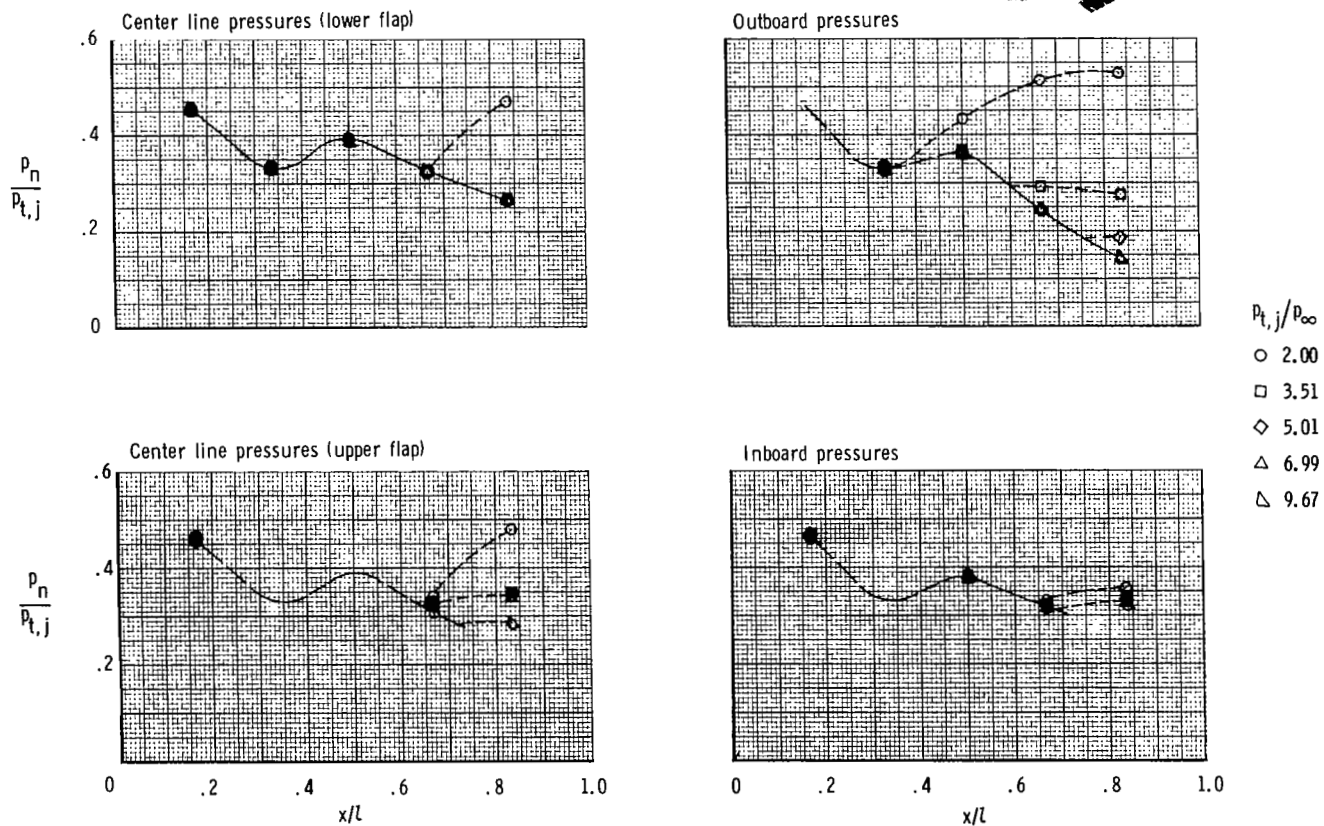 Center line pressures (lower flap)
.6
.4
.2
0
p_n
p_t,j
Outboard pressures
p_t,j/p_∞
○ 2.00
□ 3.51
◇ 5.01
△ 6.99
◺ 9.67
Center line pressures (upper flap)
.6
.4
.2
p_n
p_t,j
0 .2 .4 .6 .8 1.0
x/l
Inboard pressures
0 .2 .4 .6 .8 1.0
x/l